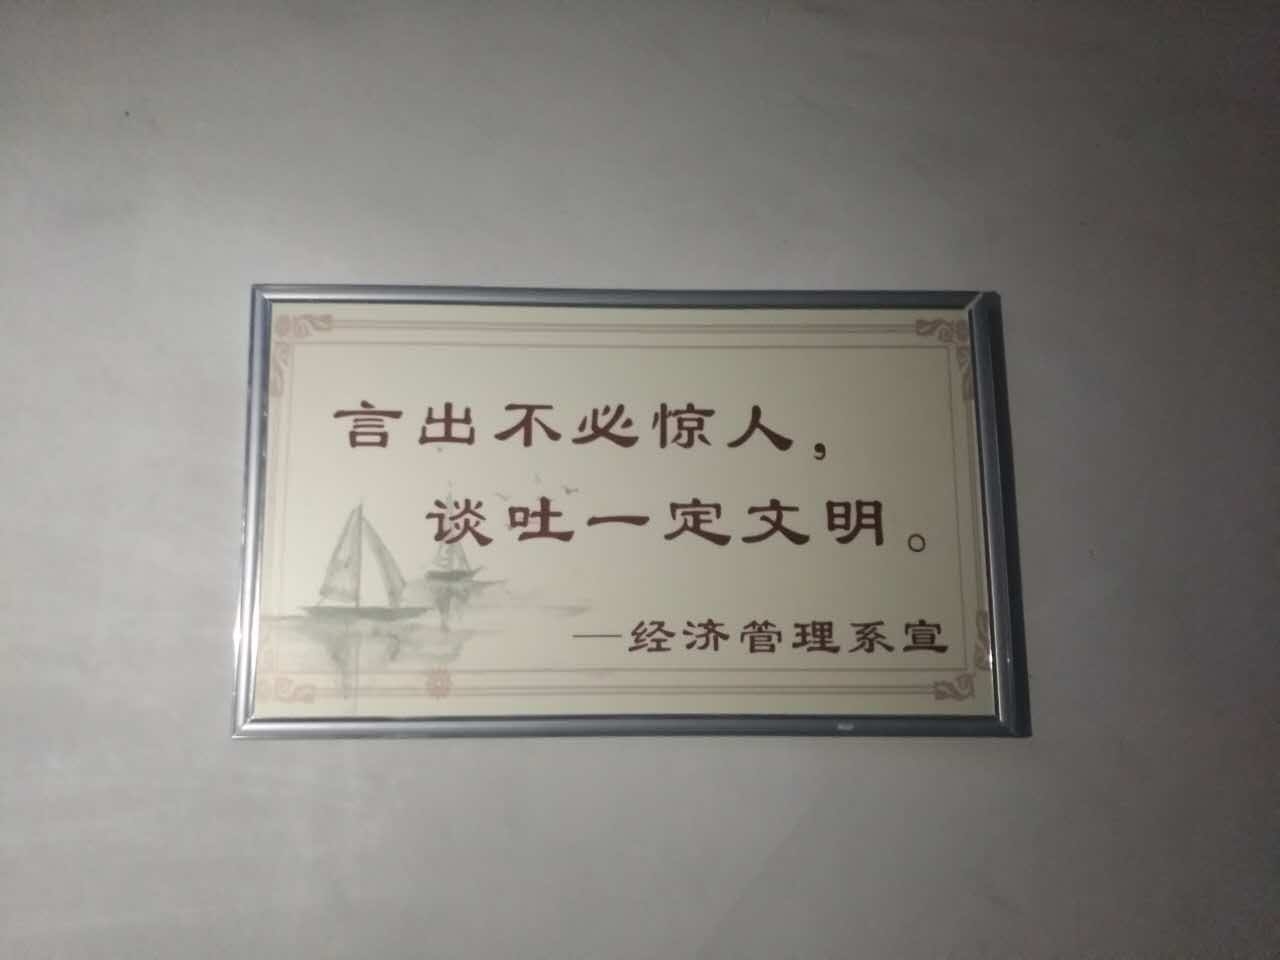 言出不必惊人，
谈吐一定文明。
—经济管理系宣